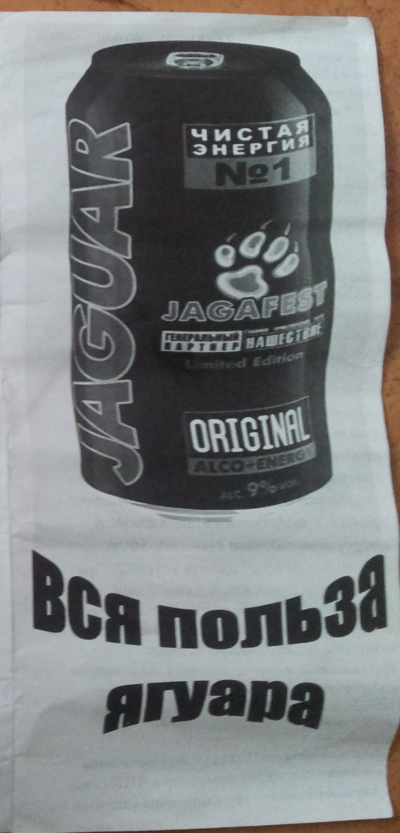 JAGUAR
ЧИСТАЯ
ЭНЕРГИЯ
№1
JAGAFEST
ГЕНЕРАЛЬНЫЙ
ПАРТНЕР
НАШЕСТВИЕ
Limited Edition
ORIGINAL
ALCO+ENERGY
ALC. 9% VOL.
ВСЯ польза
ягуара